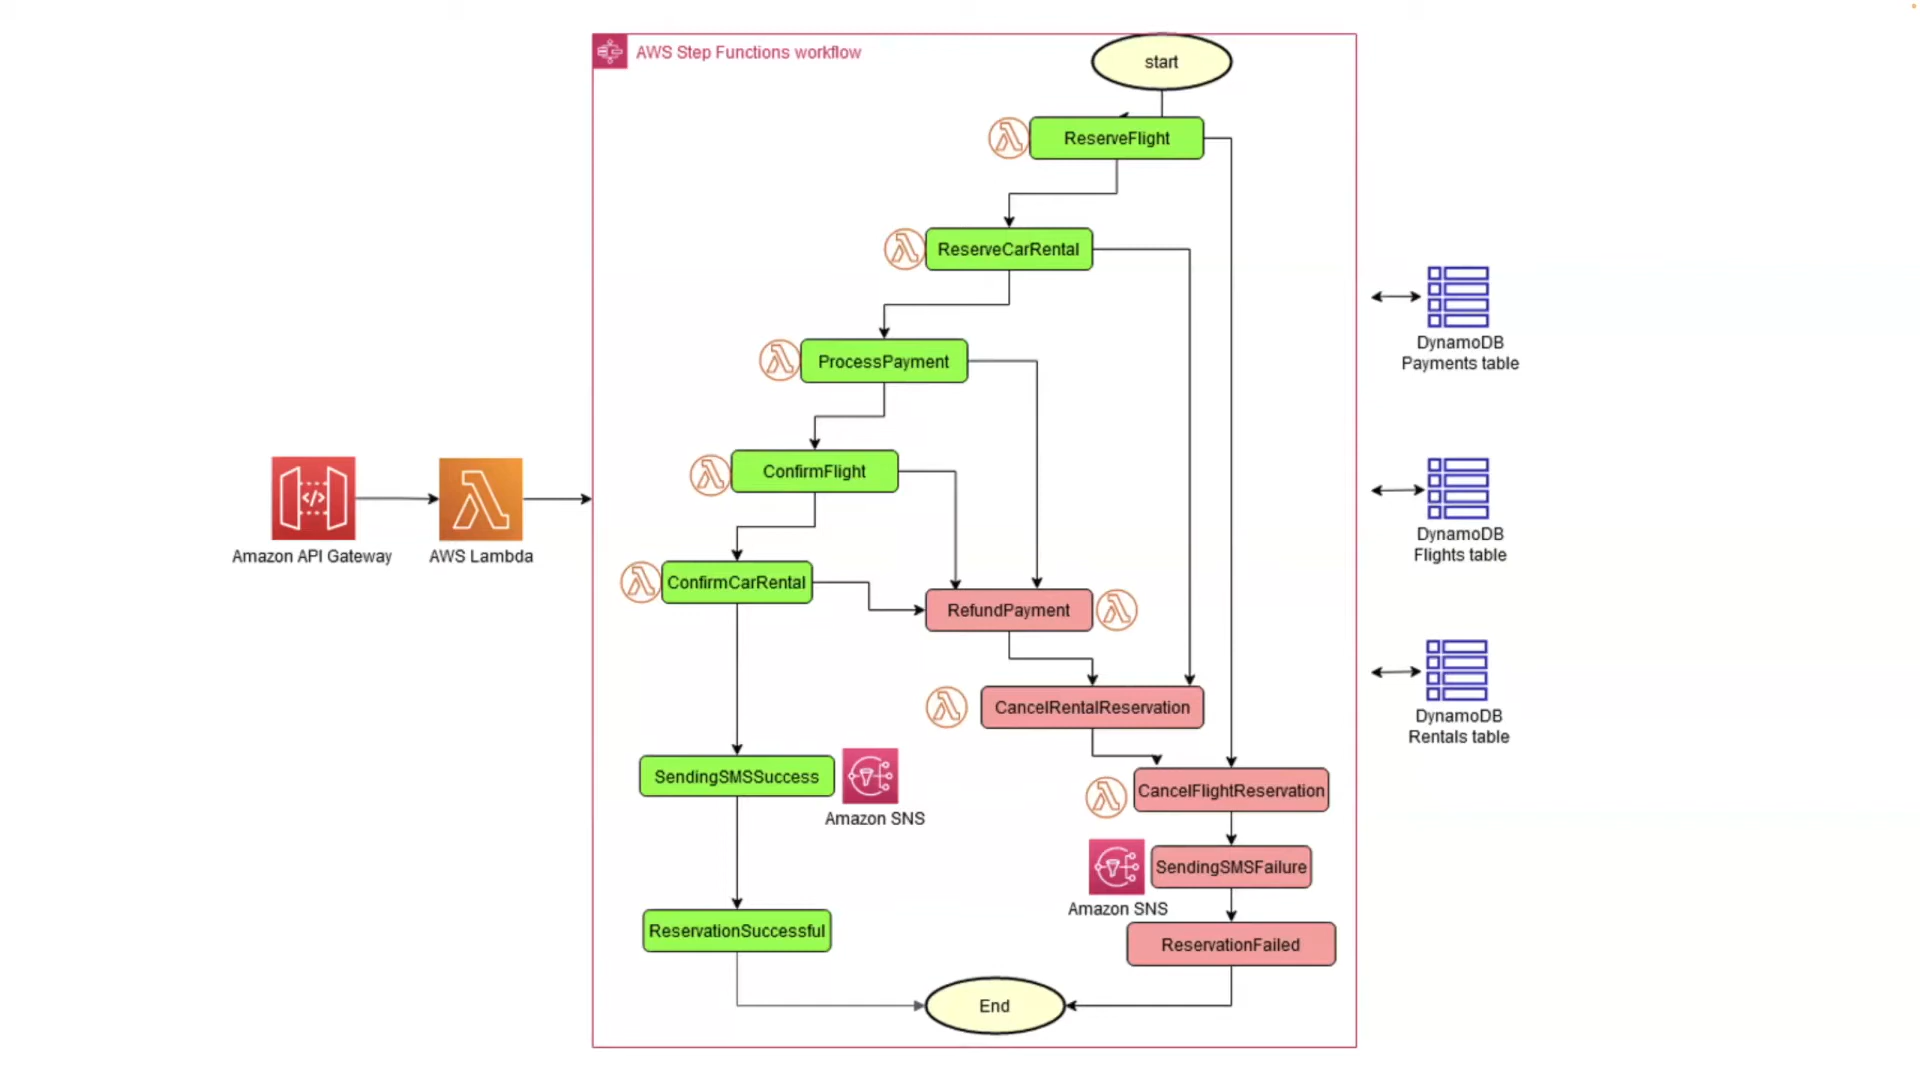 AWS Step Functions workflow
start
ReserveFlight
ReserveCarRental
ProcessPayment
ConfirmFlight
ConfirmCarRental
RefundPayment
CancelRentalReservation
SendingSMSSuccess
Amazon SNS
CancelFlightReservation
SendingSMSFailure
Amazon SNS
ReservationSuccessful
ReservationFailed
End
Amazon API Gateway
AWS Lambda
DynamoDB
Payments table
DynamoDB
Flights table
DynamoDB
Rentals table